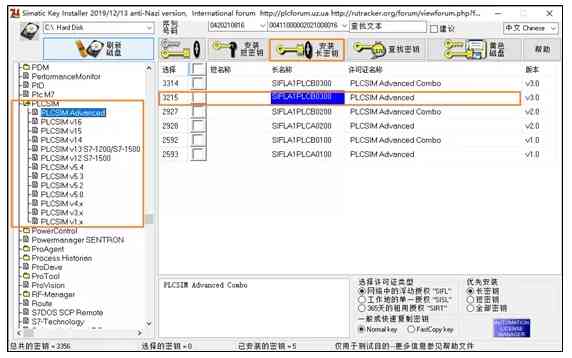 Simatic Key Installer 2019/12/13 anti-Nazi version, International forum http://plcforum.uz.ua http://rutracker.org/forum/viewforum.php?f...
C:\ Hard Disk
序列号码
0420210816
00411000002021008016
查找文本
建议
中文 Chinese
刷新磁盘
安装短密钥
安装长密钥
查找密钥
黄色磁盘
帮助
PDM
PerformanceMonitor
PID
Plc M7
PLCSIM
PLCSIM Advanced
PLCSIM v16
PLCSIM v15
PLCSIM v14
PLCSIM v13 S7-1200/S7-1500
PLCSIM v12 S7-1500
PLCSIM v5.4
PLCSIM v5.3
PLCSIM v5.2
PLCSIM v5.0
PLCSIM v4.x
PLCSIM v3.x
PLCSIM v1.x
PowerControl
Powermanager SENTRON
ProAgent
Process Historian
ProDave
ProTool
ProVision
RF-Manager
Route
S7DOS SCP Remote
S7-Technology
选择 短名称 长名称 许可证名称 版本
3314 SIFLA1PLCB0300 PLCSIM Advanced Combo v3.0
3215 SIFLA1PLCB0300 PLCSIM Advanced v3.0
2927 SIFLA1PLCB0200 PLCSIM Advanced Combo v2.0
2928 SIFLA1PLCA0200 PLCSIM Advanced v2.0
2592 SIFLA1PLCB0100 PLCSIM Advanced Combo v1.0
2593 SIFLA1PLCA0100 PLCSIM Advanced v1.0
PLCSIM Advanced Combo
选择许可证类型
网络中的浮动授权 "SIFL"
工作地的单一授权 "SISL"
365天的租用授权 "SIRT"
一般或快速复制密钥
Normal key FastCopy key
优先安装
长密钥
短密钥
全部密钥
AUTOMATION LICENSE MANAGER
总共的密钥 = 3356 选择的密钥 = 0 已安装的密钥 = 5 仅用于测试目的 -更多信息参见帮助文件